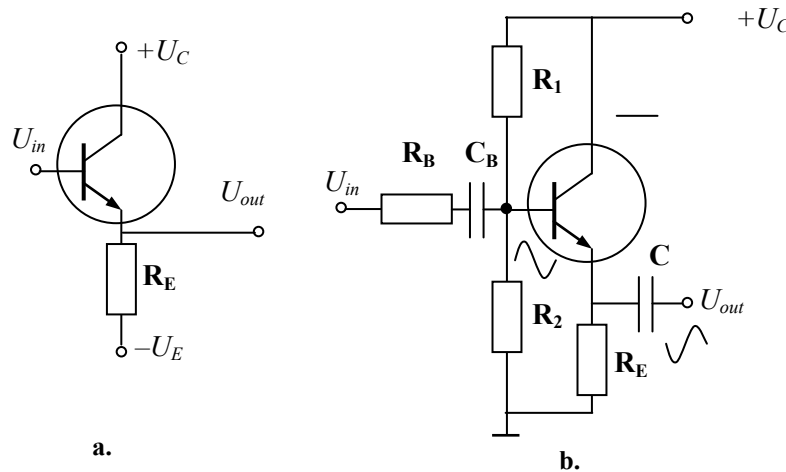 +U_C
U_in
U_out
R_E
–U_E
a.
+U_C
R_1
R_B
C_B
U_in
C
U_out
R_2
R_E
b.